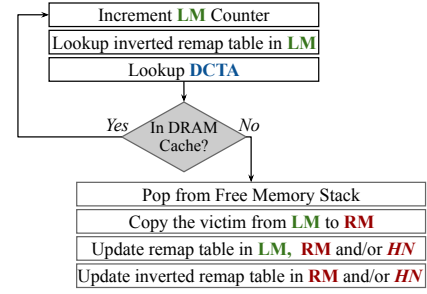 Increment LM Counter
Lookup inverted remap table in LM
Lookup DCTA
Yes
In DRAM
No
Cache?
Pop from Free Memory Stack
Copy the victim from LM to RM
Update remap table in LM, RM and/or HN
Update inverted remap table in RM and/or HN